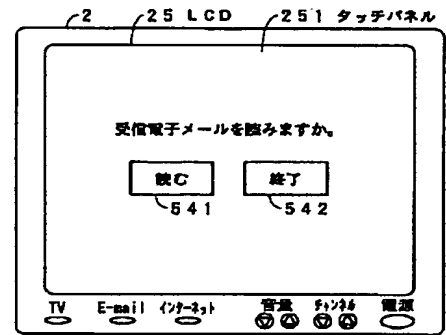 2 25 LCD 251 タッチパネル
受信電子メールを読みますか。
読む 終了
541 542
TV E-mail インターネット 音量 チャンネル 電源